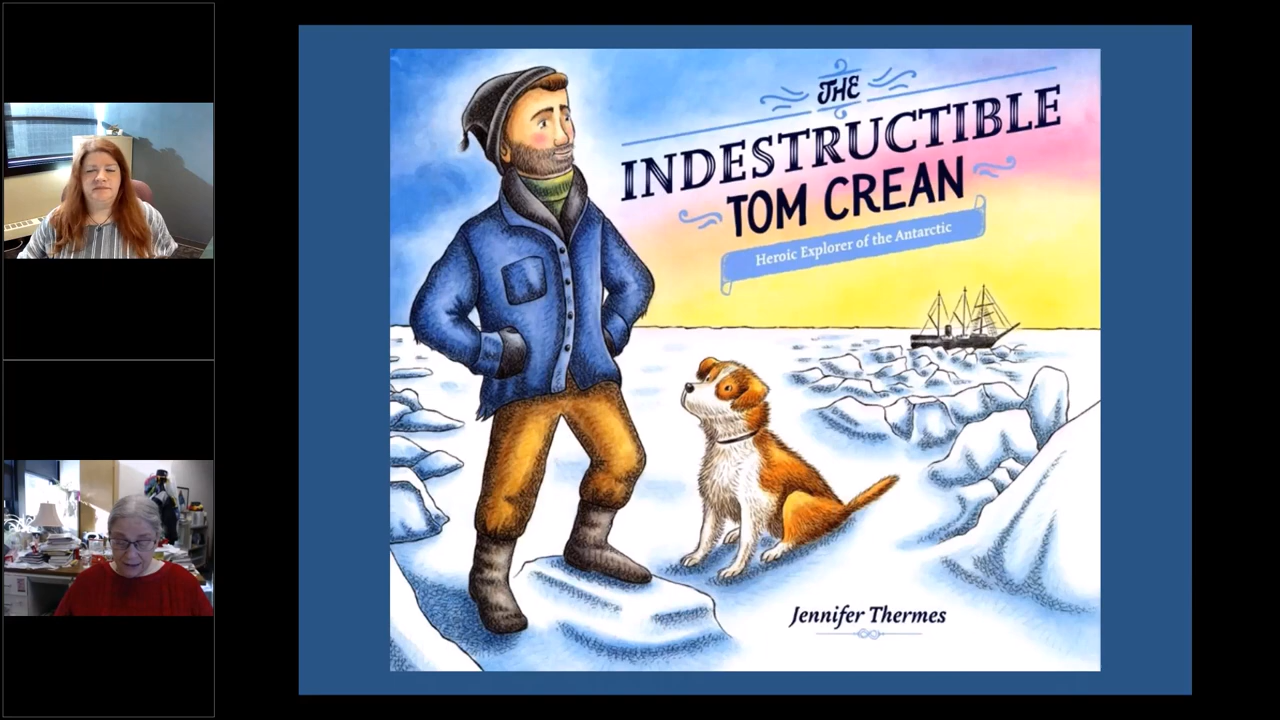 THE
INDESTRUCTIBLE
TOM CREAN
Heroic Explorer of the Antarctic
Jennifer Thermes